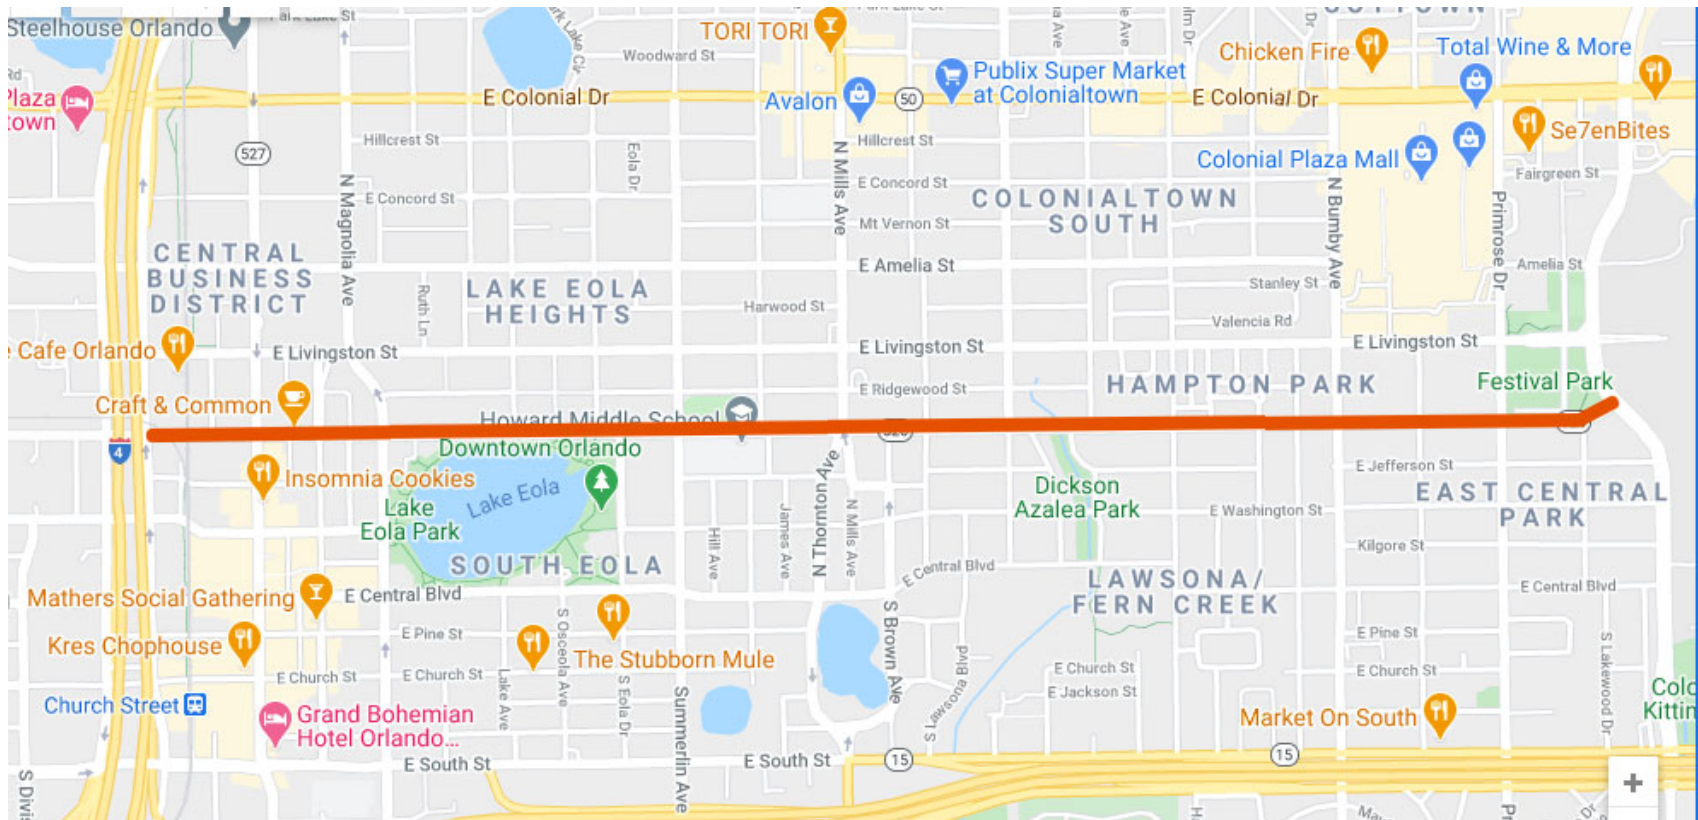 Park Lake St
Steelhouse Orlando
Rd
Plaza
town
Woodward St
TORI TORI
E Colonial Dr
Avalon
50
Publix Super Market
at Colonialtown
Chicken Fire
Total Wine & More
E Colonial Dr
Se7enBites
Colonial Plaza Mall
Fairgreen St
527
Hillcrest St
Hillcrest St
Eola Dr
N Mills Ave
N Magnolia Ave
E Concord St
E Concord St
COLONIALTOWN
SOUTH
Mt Vernon St
N Bumby Ave
Primrose Dr
CENTRAL
BUSINESS
DISTRICT
E Amelia St
Amelia St
Ruth Ln
LAKE EOLA
HEIGHTS
Harwood St
Stanley St
Valencia Rd
Cafe Orlando
E Livingston St
E Livingston St
E Livingston St
E Ridgewood St
HAMPTON PARK
Festival Park
Craft & Common
Howard Middle School
4
Downtown Orlando
Insomnia Cookies
Lake Eola
Lake
Eola Park
E Jefferson St
Dickson
Azalea Park
EAST CENTRAL
PARK
E Washington St
N Thornton Ave
N Mills Ave
James Ave
Hill Ave
Kilgore St
SOUTH EOLA
E Central Blvd
LAWSONA/
FERN CREEK
E Central Blvd
Mathers Social Gathering
E Central Blvd
Kres Chophouse
E Pine St
S Osceola Ave
S Brown Ave
E Pine St
The Stubborn Mule
S Lawsona Blvd
E Church St
E Church St
E Church St
E Church St
E Jackson St
S Lakewood Dr
Church Street
Lake Ave
S Eola Dr
Summerlin Ave
Grand Bohemian
Hotel Orlando...
Market On South
Kittin
E South St
E South St
15
15
S Divis
+